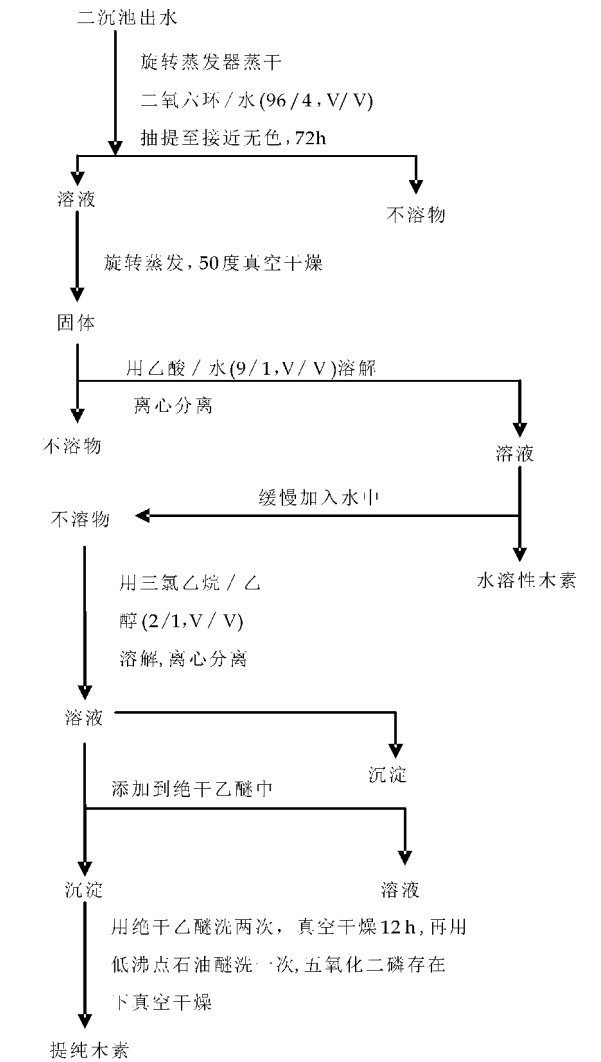 二沉池出水
旋转蒸发器蒸干
二氧六环/水(96/4,V/V)
抽提至接近无色,72h
溶液
不溶物
旋转蒸发,50度真空干燥
固体
用乙酸/水(9/1,V/V)溶解
离心分离
不溶物
溶液
缓慢加入水中
不溶物
水溶性木素
用三氯乙烷/乙
醇(2/1,V/V)
溶解,离心分离
溶液
沉淀
添加到绝干乙醚中
沉淀
溶液
用绝干乙醚洗两次，真空干燥12h,再用
低沸点石油醚洗一次,五氧化二磷存在
下真空干燥
提纯木素